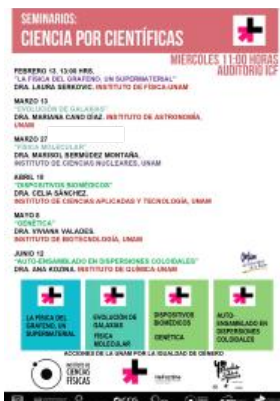 SEMINARIOS:
CIENCIA POR CIENTÍFICAS
MIERCOLES 11:00 HORAS
AUDITORIO ICF
FEBRERO 13, 13:00 HRS.
"LA FÍSICA DEL GRAFENO: UN SUPERMATERIAL"
DRA. LAURA SERKOVIC. INSTITUTO DE FÍSICA-UNAM
MARZO 13
"EVOLUCIÓN DE GALAXIAS"
DRA. MARIANA CANO DÍAZ. INSTITUTO DE ASTRONOMÍA,
UNAM
MARZO 27
"FÍSICA MOLECULAR"
DRA. MARISOL BERMÚDEZ MONTAÑA.
INSTITUTO DE CIENCIAS NUCLEARES, UNAM
ABRIL 10
"DISPOSITIVOS BIOMÉDICOS"
DRA. CELIA SÁNCHEZ.
INSTITUTO DE CIENCIAS APLICADAS Y TECNOLOGÍA, UNAM
MAYO 8
"GENÉTICA"
DRA. VIVIANA VALADES.
INSTITUTO DE BIOTECNOLOGÍA, UNAM
JUNIO 12
"AUTO-ENSAMBLADO EN DISPERSIONES COLOIDALES"
DRA. ANA KOZINA. INSTITUTO DE QUÍMICA-UNAM
LA FÍSICA DEL
GRAFENO, UN
SUPERMATERIAL
EVOLUCIÓN DE
GALAXIAS
FÍSICA
MOLECULAR
DISPOSITIVOS
BIOMÉDICOS
GENÉTICA
AUTO-
ENSAMBLADO EN
DISPERSIONES
COLOIDALES
ACCIONES DE LA UNAM POR LA IGUALDAD DE GÉNERO
INSTITUTO DE
CIENCIAS
FÍSICAS